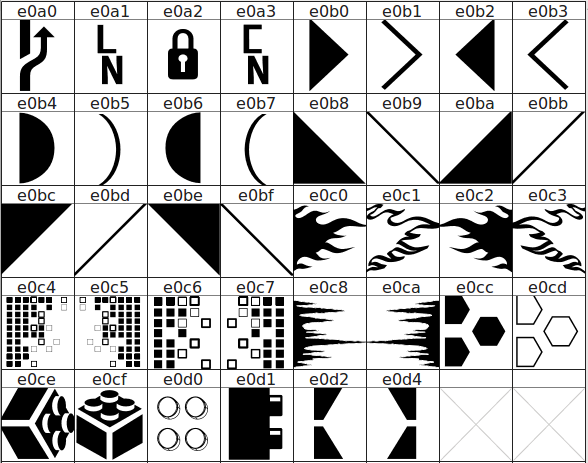 e0a0 e0a1 e0a2 e0a3 e0b0 e0b1 e0b2 e0b3
L
N
C
N
e0b4 e0b5 e0b6 e0b7 e0b8 e0b9 e0ba e0bb
e0bc e0bd e0be e0bf e0c0 e0c1 e0c2 e0c3
e0c4 e0c5 e0c6 e0c7 e0c8 e0ca e0cc e0cd
e0ce e0cf e0d0 e0d1 e0d2 e0d4